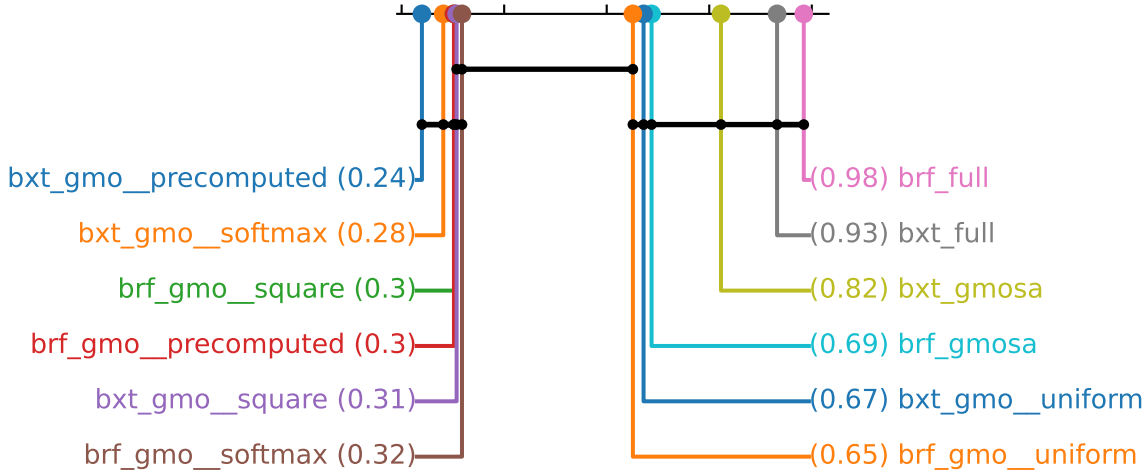 bxt_gmo__precomputed (0.24)
(0.98) brf_full
bxt_gmo__softmax (0.28)
(0.93) bxt_full
brf_gmo__square (0.3)
(0.82) bxt_gmosa
brf_gmo__precomputed (0.3)
(0.69) brf_gmosa
bxt_gmo__square (0.31)
(0.67) bxt_gmo__uniform
brf_gmo__softmax (0.32)
(0.65) brf_gmo__uniform